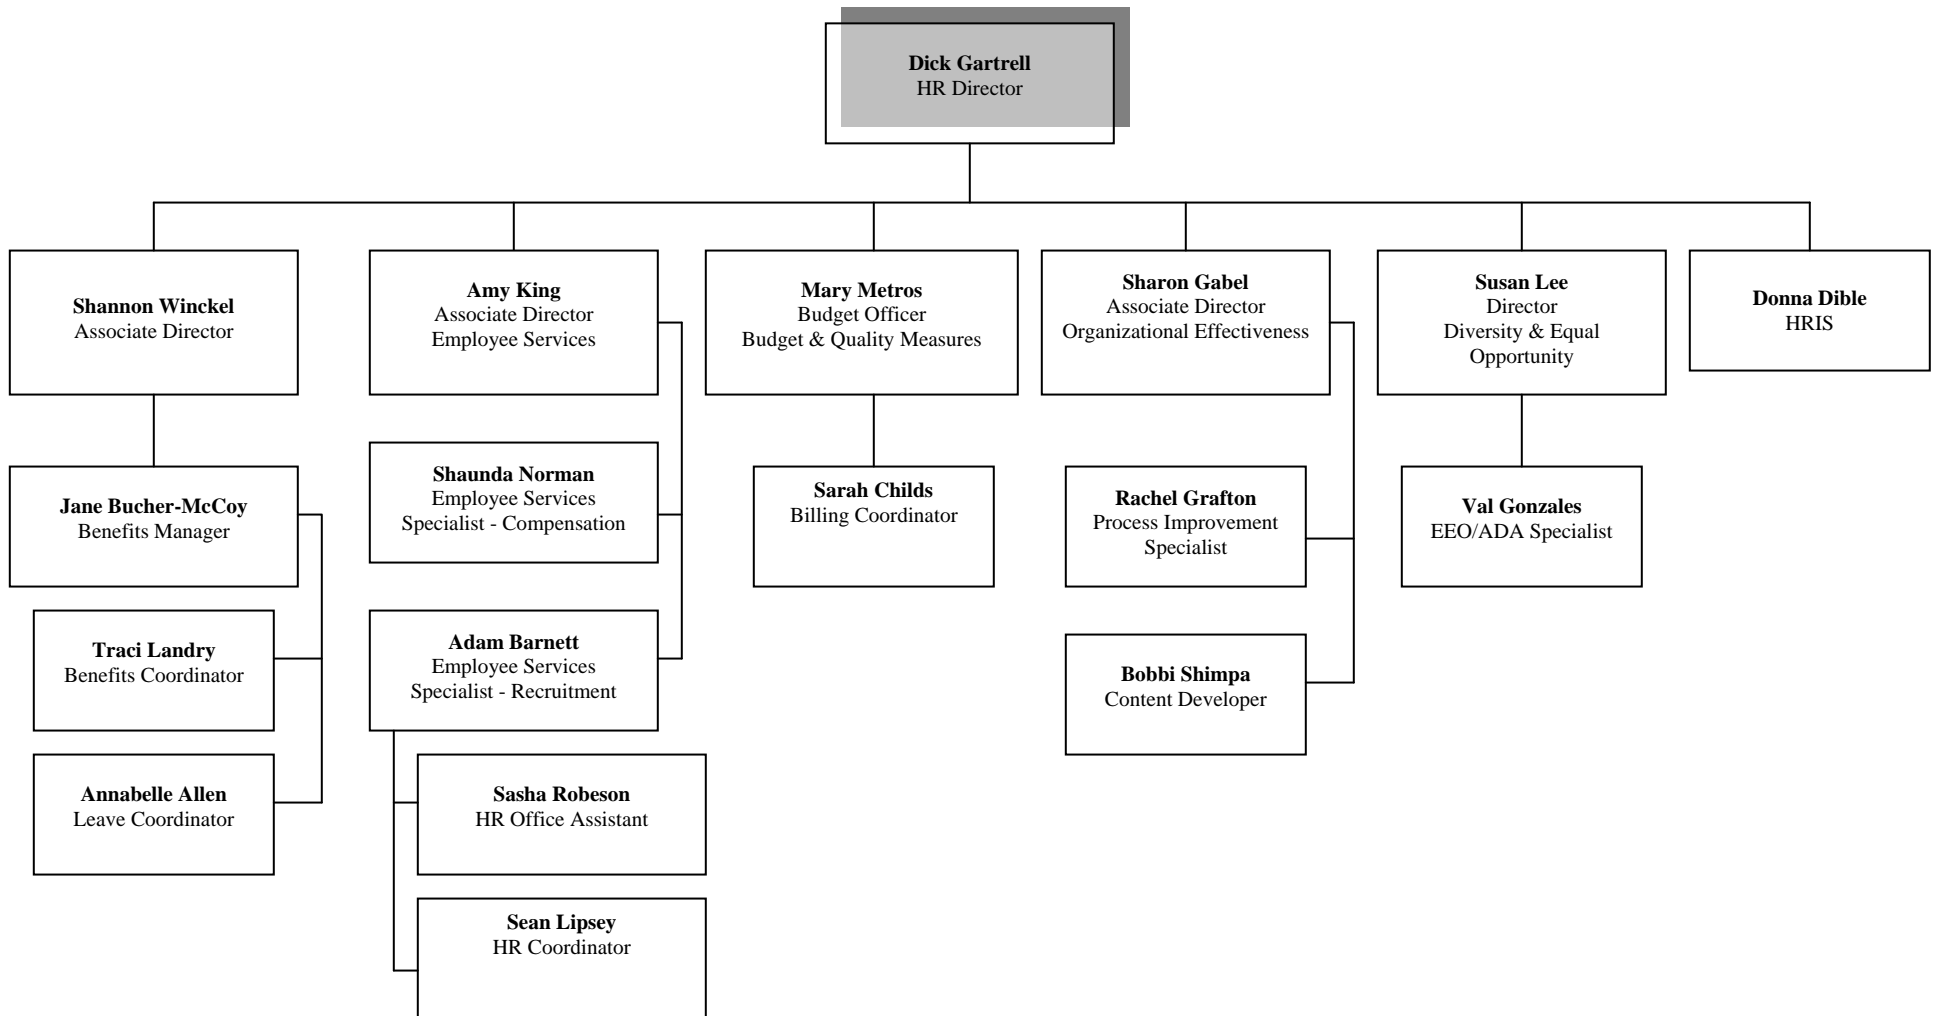 Dick Gartrell
HR Director
Shannon Winckel
Associate Director
Amy King
Associate Director
Employee Services
Mary Metros
Budget Officer
Budget & Quality Measures
Sharon Gabel
Associate Director
Organizational Effectiveness
Susan Lee
Director
Diversity & Equal
Opportunity
Donna Dible
HRIS
Jane Bucher-McCoy
Benefits Manager
Traci Landry
Benefits Coordinator
Annabelle Allen
Leave Coordinator
Shaunda Norman
Employee Services
Specialist - Compensation
Adam Barnett
Employee Services
Specialist - Recruitment
Sasha Robeson
HR Office Assistant
Sean Lipsey
HR Coordinator
Sarah Childs
Billing Coordinator
Rachel Grafton
Process Improvement
Specialist
Bobbi Shimpa
Content Developer
Val Gonzales
EEO/ADA Specialist